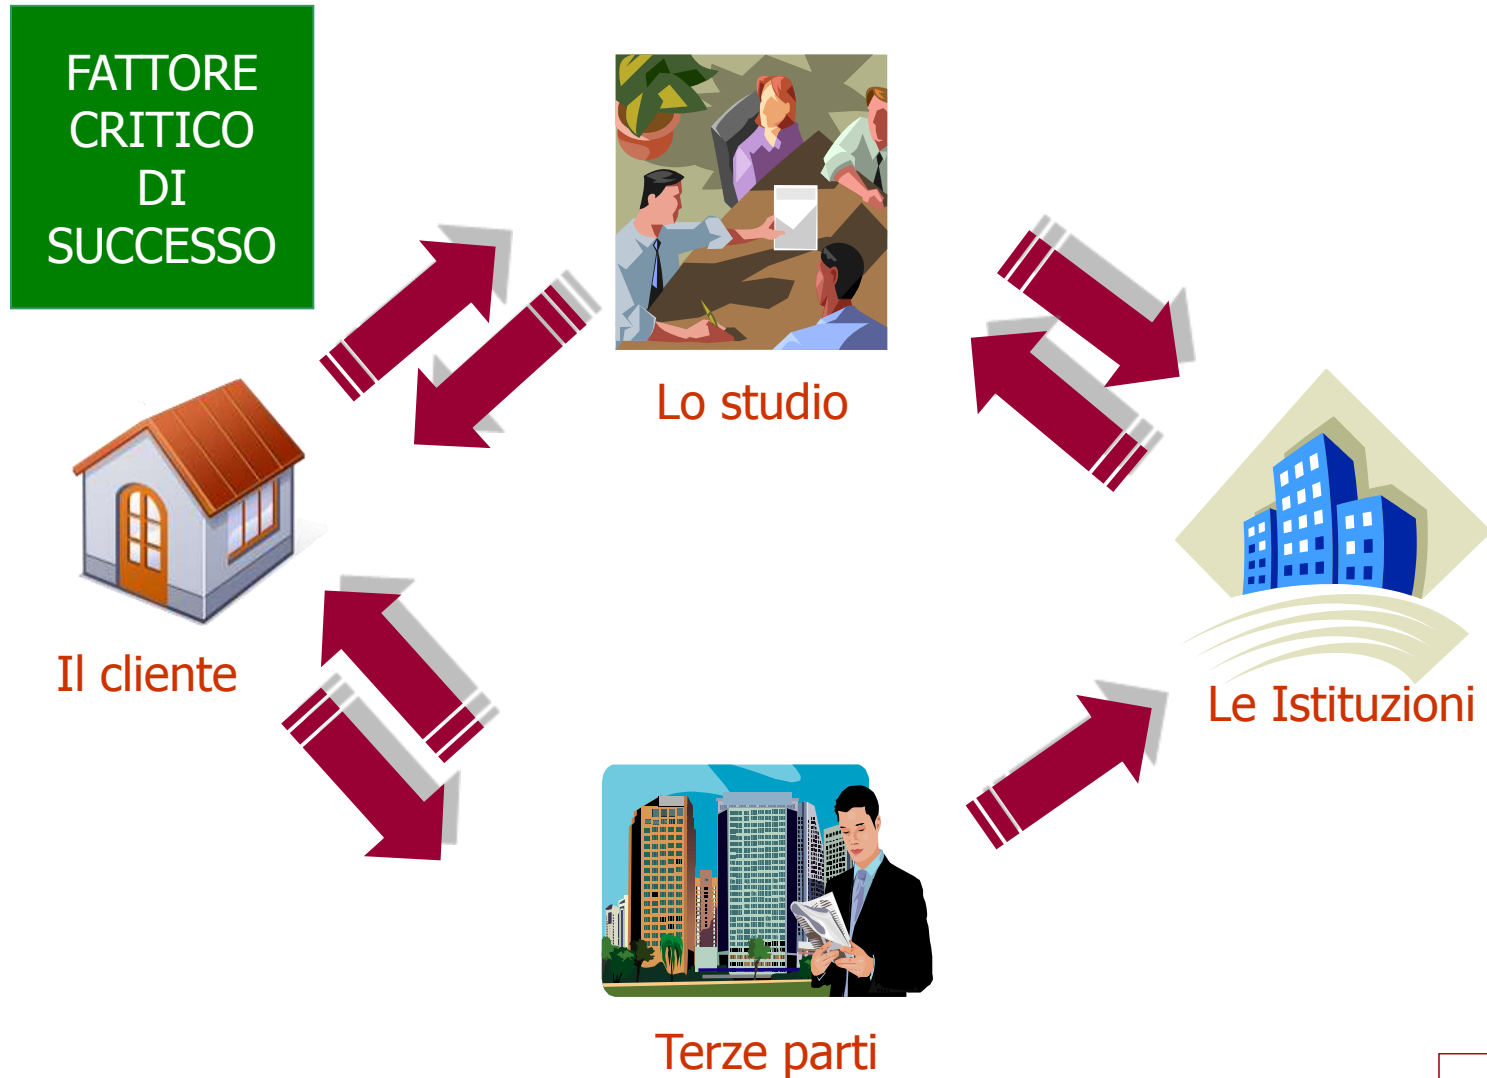 FATTORE
CRITICO
DI
SUCCESSO
Lo studio
Il cliente
Le Istituzioni
Terze parti